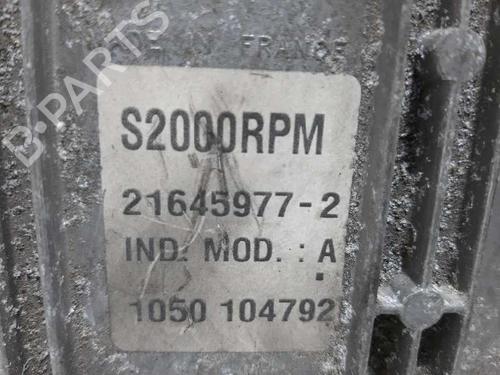 FRANCE
S2000RPM
21645977-2
IND. MOD. : A
1050 104792
B-PARTS